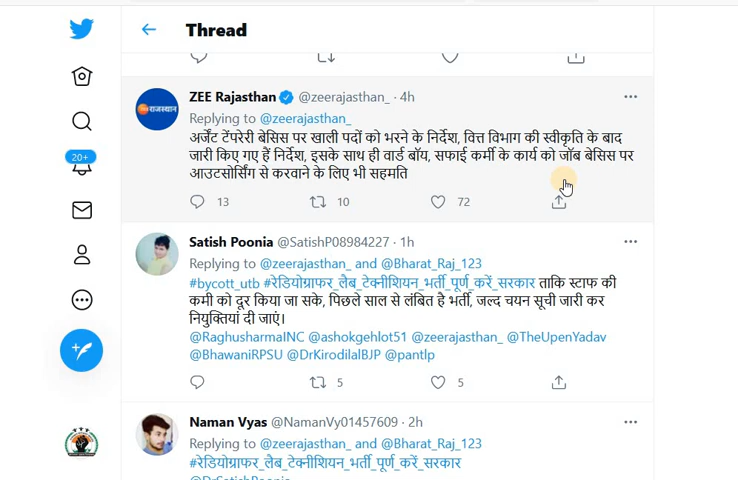 Thread
ZEE Rajasthan @zeerajasthan_ · 4h
Replying to @zeerajasthan_
अर्जेंट टेंपरेरी बेसिस पर खाली पदों को भरने के निर्देश, वित्त विभाग की स्वीकृति के बाद
जारी किए गए हैं निर्देश, इसके साथ ही वार्ड बॉय, सफाई कर्मी के कार्य को जॉब बेसिस पर
आउटसोर्सिंग से करवाने के लिए भी सहमति
13 10 72
20+
Satish Poonia @SatishP08984227 · 1h
Replying to @zeerajasthan_ and @Bharat_Raj_123
#bycott_utb #रेडियोग्राफर_लैब_टेक्नीशियन_भर्ती_पूर्ण_करें_सरकार ताकि स्टाफ की
कमी को दूर किया जा सके, पिछले साल से लंबित है भर्ती, जल्द चयन सूची जारी कर
नियुक्तियां दी जाएं।
@RaghusharmaINC @ashokgehlot51 @zeerajasthan_ @TheUpenYadav
@BhawaniRPSU @DrKirodilalBJP @pantlp
5 5
Naman Vyas @NamanVy01457609 · 2h
Replying to @zeerajasthan_ and @Bharat_Raj_123
#रेडियोग्राफर_लैब_टेक्नीशियन_भर्ती_पूर्ण_करें_सरकार
@DrSatishPoonia